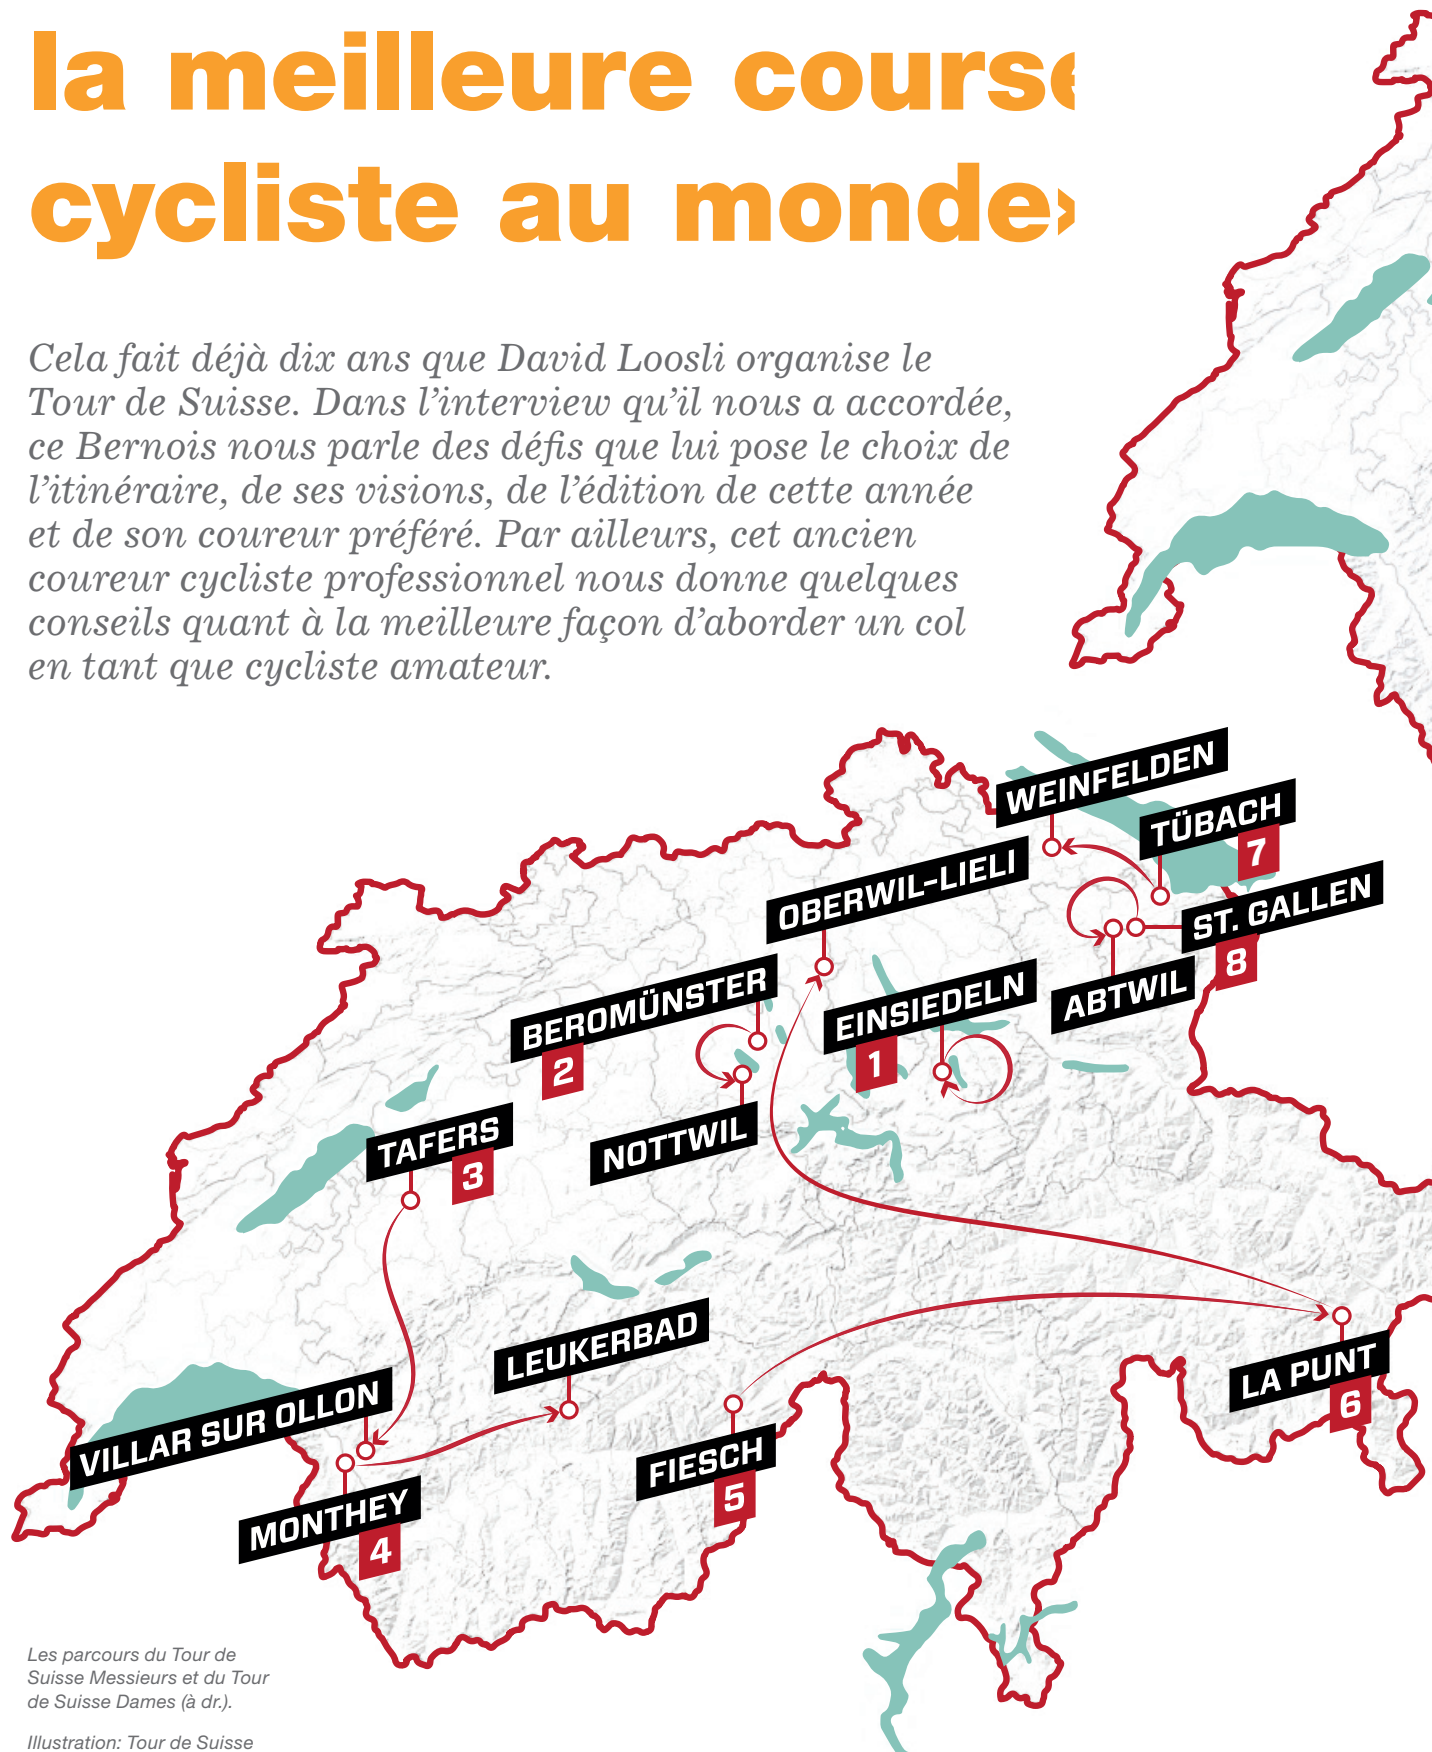 la meilleure course
cycliste au monde›
Cela fait déjà dix ans que David Loosli organise le
Tour de Suisse. Dans l’interview qu’il nous a accordée,
ce Bernois nous parle des défis que lui pose le choix de
l’itinéraire, de ses visions, de l’édition de cette année
et de son coureur préféré. Par ailleurs, cet ancien
coureur cycliste professionnel nous donne quelques
conseils quant à la meilleure façon d’aborder un col
en tant que cycliste amateur.
WEINFELDEN
TÜBACH
7
OBERWIL-LIELI
ST. GALLEN
8
ABTWIL
BEROMÜNSTER
2
EINSIEDELN
1
NOTTWIL
TAFERS
3
LEUKERBAD
LA PUNT
6
VILLAR SUR OLLON
FIESCH
5
MONTHEY
4
Les parcours du Tour de
Suisse Messieurs et du Tour
de Suisse Dames (à dr.).
Illustration: Tour de Suisse